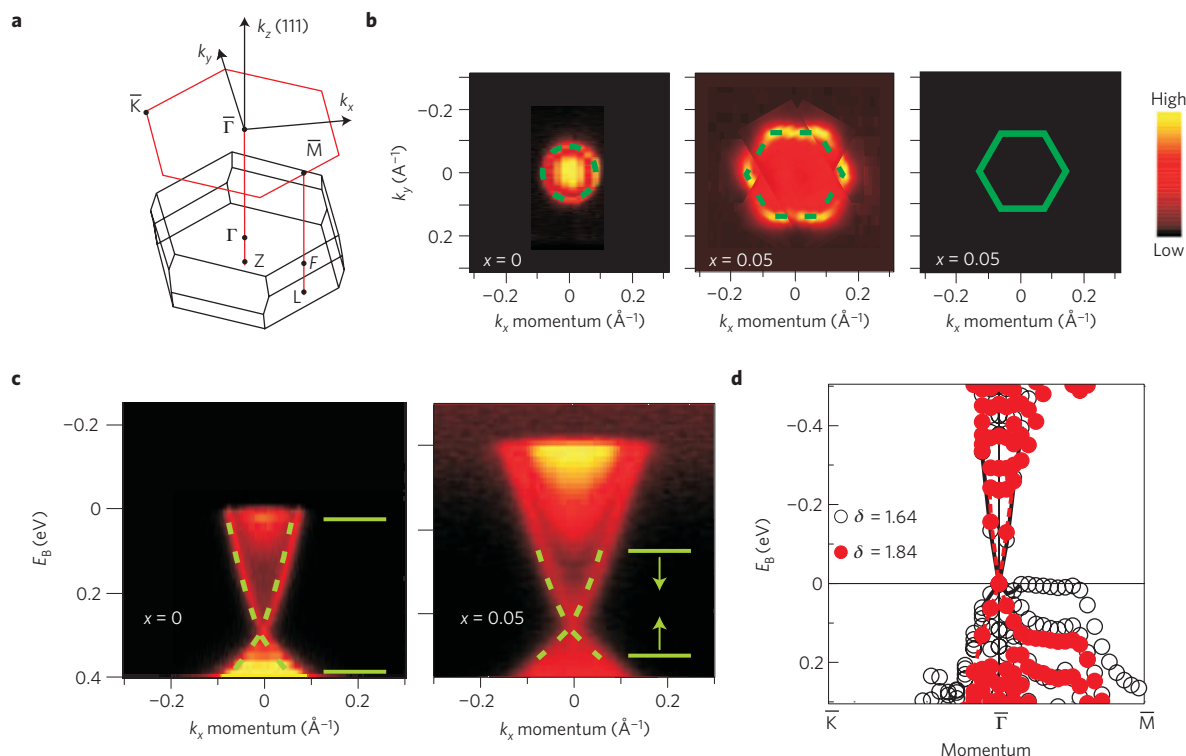 a
k_z (111)
k_y
K̅
Γ̅
k_x
M̅
Γ
Z
F
L
b
−0.2
0
0.2
k_y (A⁻¹)
x = 0
x = 0.05
x = 0.05
−0.2 0 0.2
−0.2 0 0.2
−0.2 0 0.2
k_x momentum (Å⁻¹)
k_x momentum (Å⁻¹)
k_x momentum (Å⁻¹)
High
Low
c
−0.2
0
0.2
0.4
E_B (eV)
x = 0
x = 0.05
−0.2 0 0.2
−0.2 0 0.2
k_x momentum (Å⁻¹)
k_x momentum (Å⁻¹)
d
−0.4
−0.2
0
0.2
E_B (eV)
δ = 1.64
δ = 1.84
K̅ Γ̅ M̅
Momentum